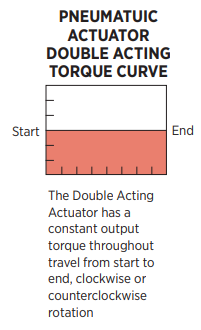 PNEUMATUIC
ACTUATOR
DOUBLE ACTING
TORQUE CURVE
Start
End
The Double Acting
Actuator has a
constant output
torque throughout
travel from start to
end, clockwise or
counterclockwise
rotation